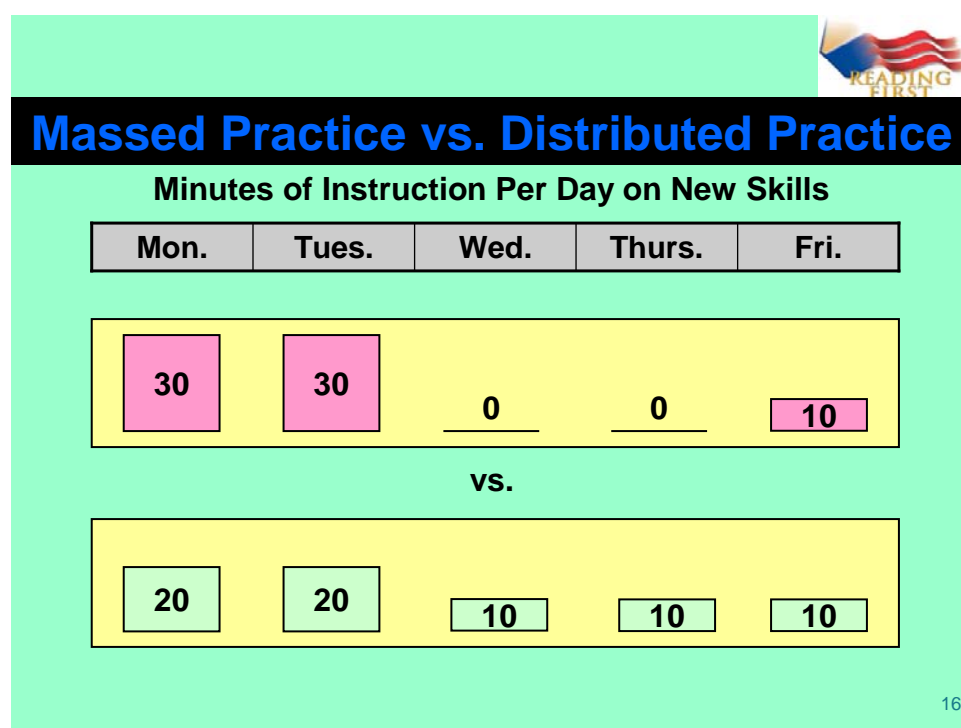 READING
FIRST
Massed Practice vs. Distributed Practice
Minutes of Instruction Per Day on New Skills
Mon. Tues. Wed. Thurs. Fri.
30 30 0 0 10
vs.
20 20 10 10 10
16